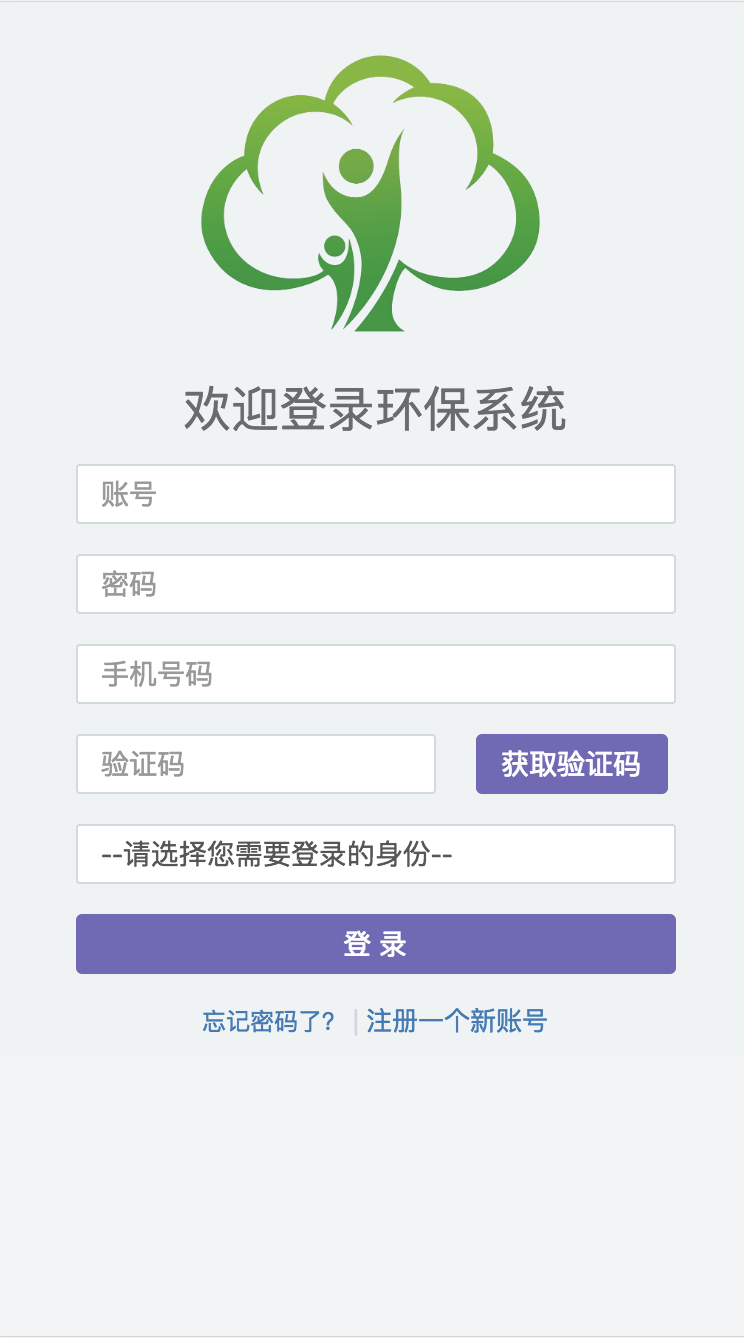 欢迎登录环保系统
账号
密码
手机号码
验证码 获取验证码
--请选择您需要登录的身份--
登 录
忘记密码了? |注册一个新账号